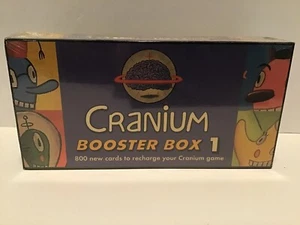 CRANIUM
BOOSTER BOX 1
800 new cards to recharge your Cranium game